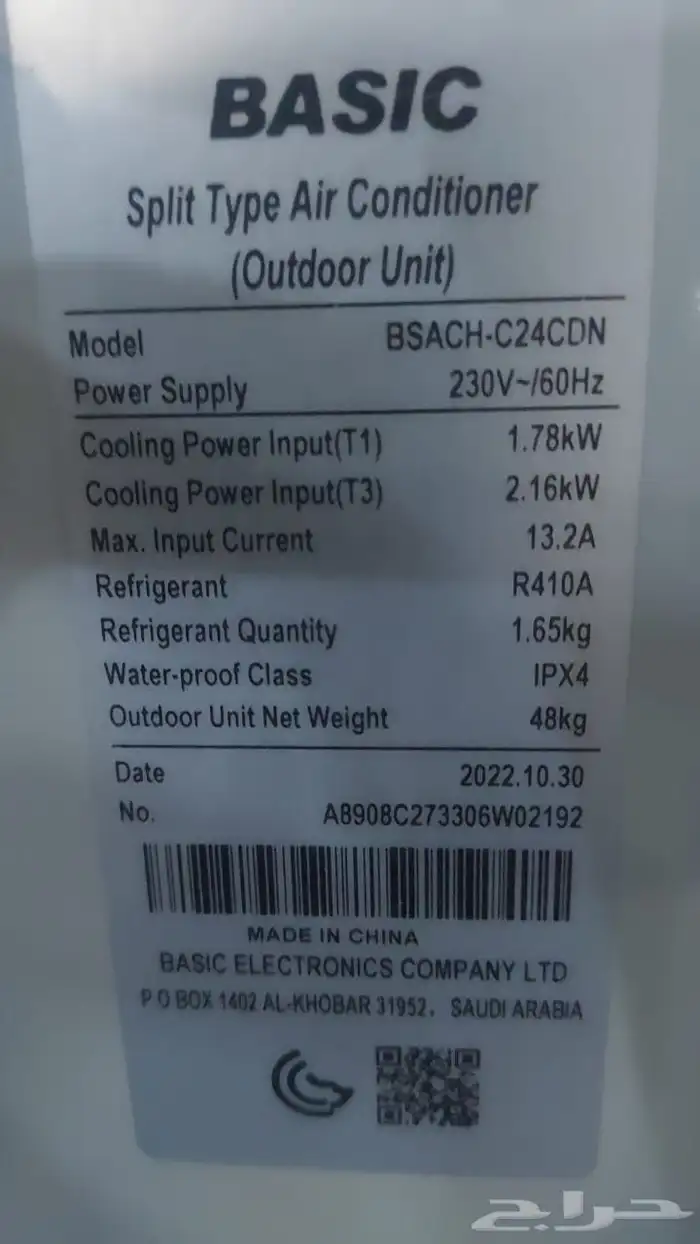 BASIC
Split Type Air Conditioner
(Outdoor Unit)
Model BSACH-C24CDN
Power Supply 230V~/60Hz
Cooling Power Input(T1) 1.78kW
Cooling Power Input(T3) 2.16kW
Max. Input Current 13.2A
Refrigerant R410A
Refrigerant Quantity 1.65kg
Water-proof Class IPX4
Outdoor Unit Net Weight 48kg
Date 2022.10.30
No. A8908C273306W02192
MADE IN CHINA
BASIC ELECTRONICS COMPANY LTD
P O BOX 1402 AL-KHOBAR 31952, SAUDI ARABIA
حراج